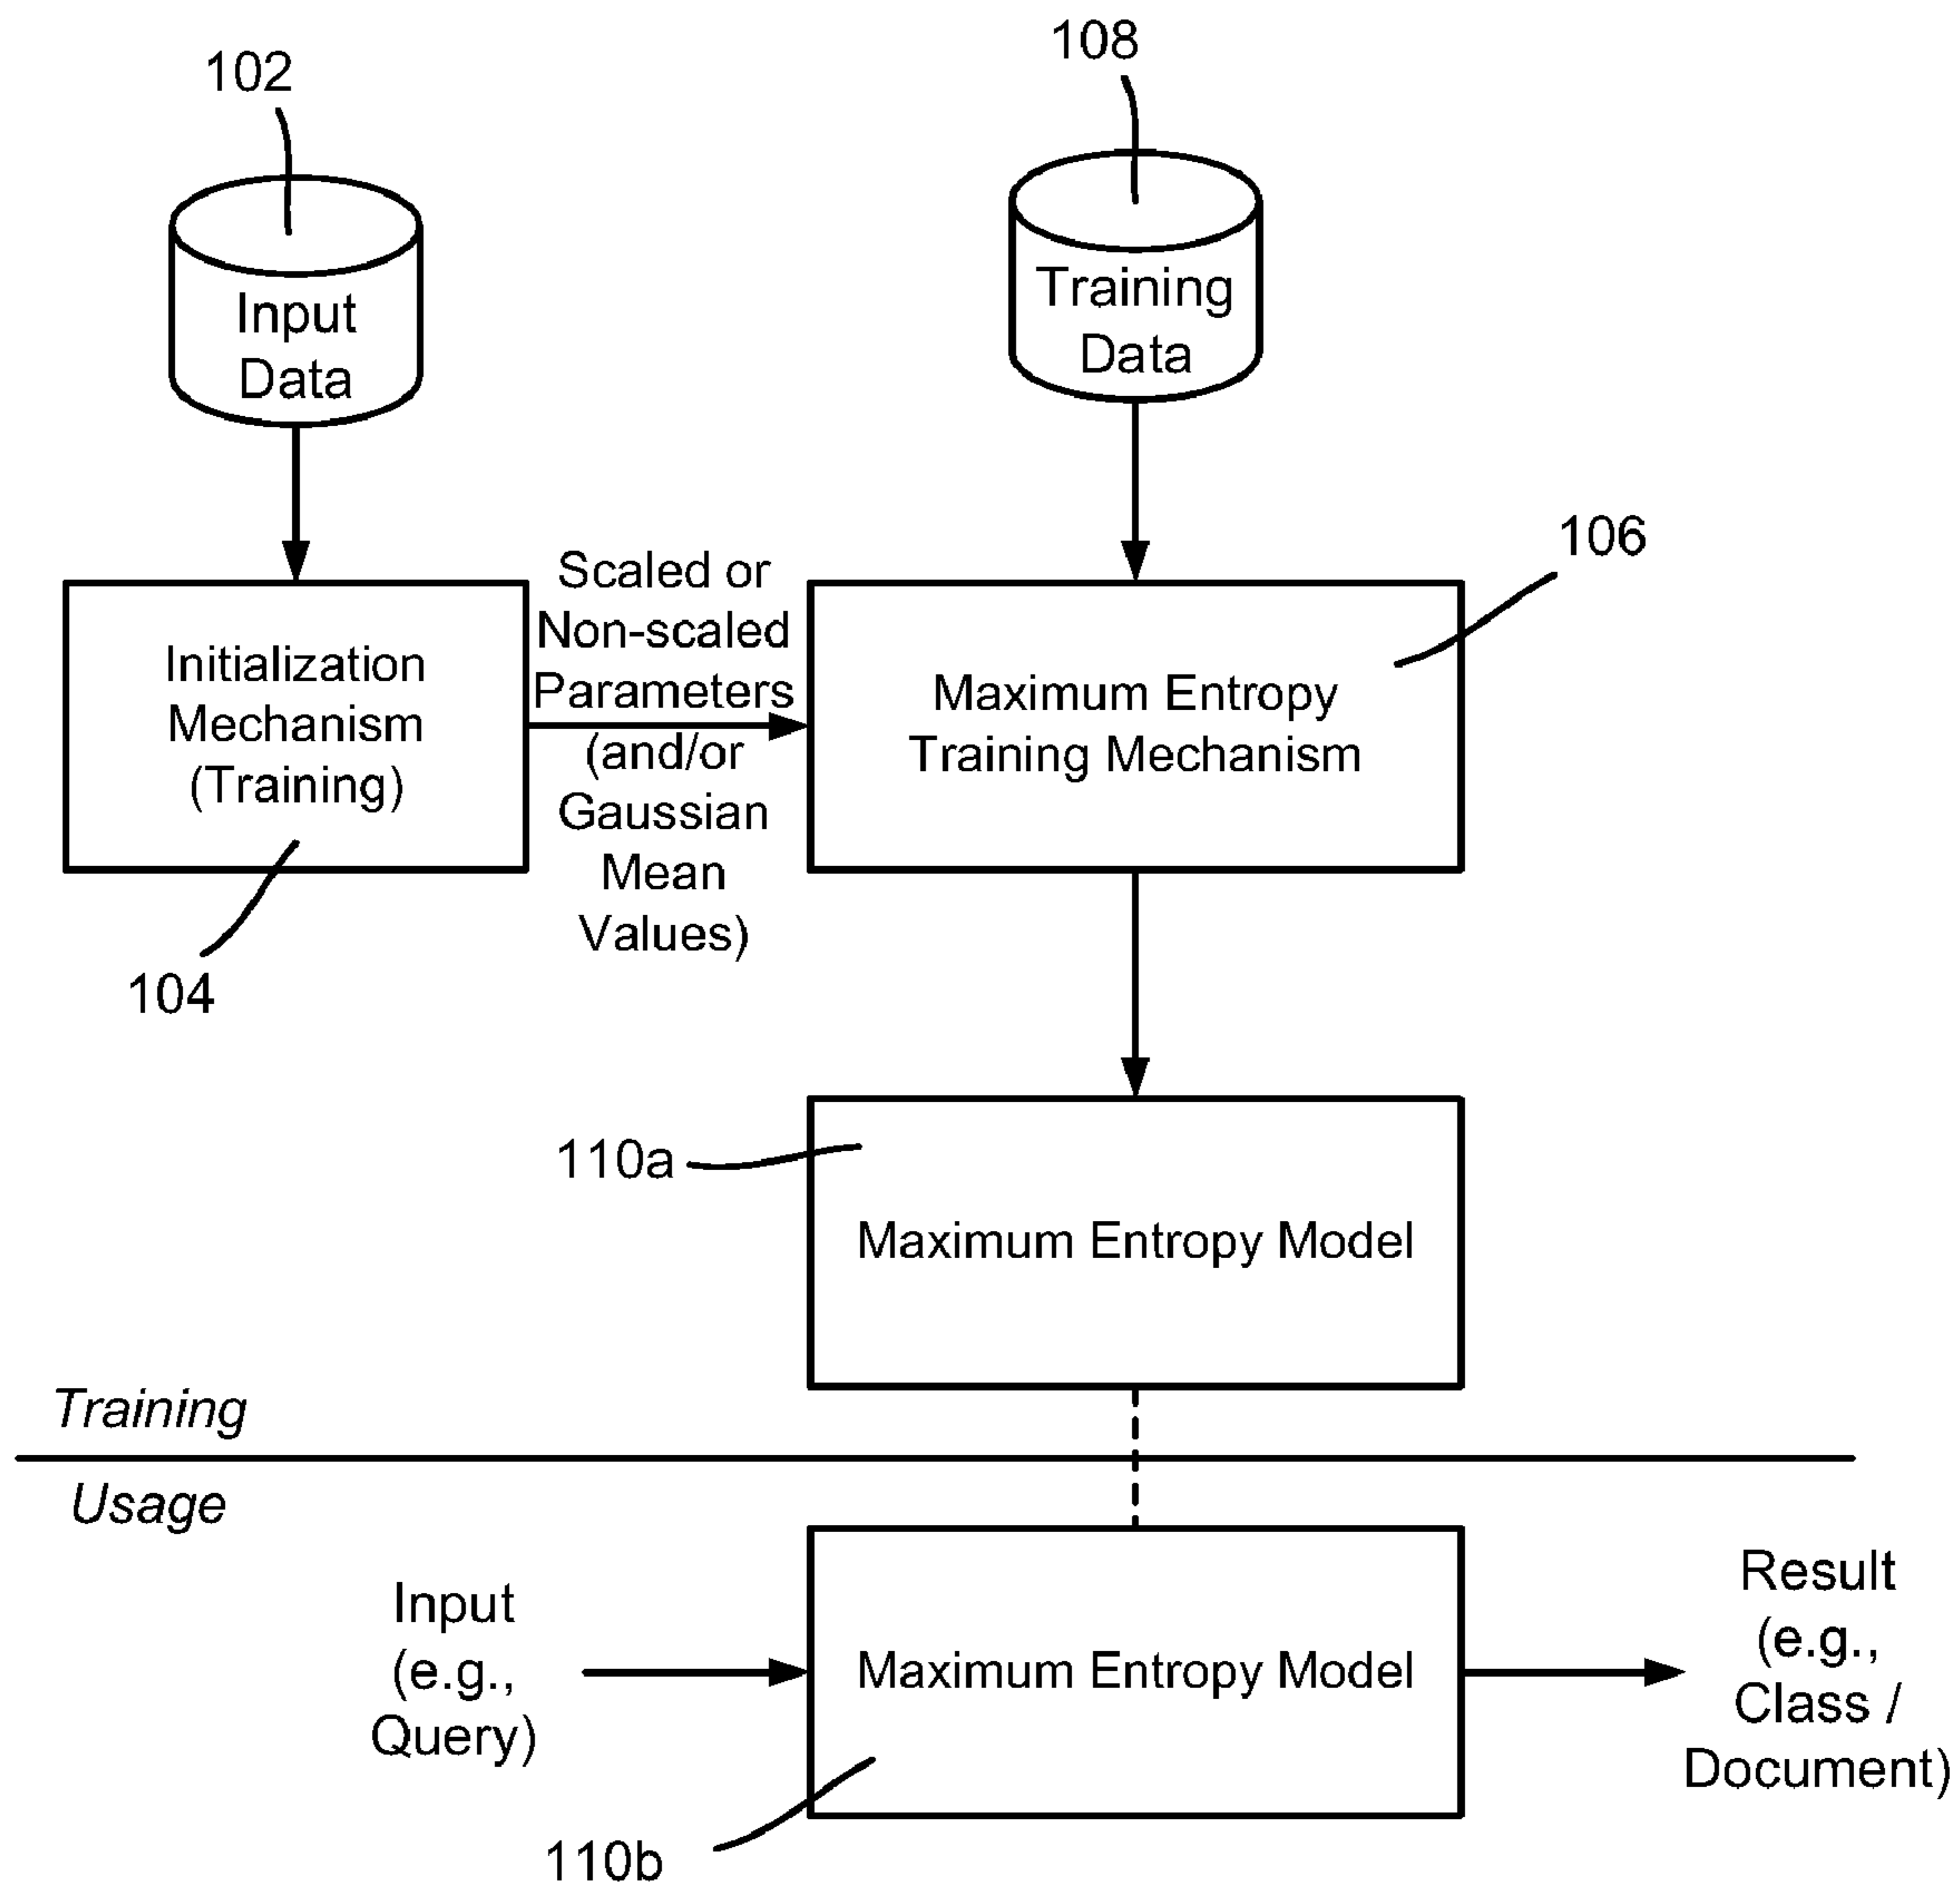 108
102
Training
Data
Input
Data
106
Scaled or
Non-scaled
Parameters
(and/or
Gaussian
Mean
Values)
Initialization
Mechanism
(Training)
Maximum Entropy
Training Mechanism
104
110a
Maximum Entropy Model
Training
Usage
Input
(e.g.,
Query)
Maximum Entropy Model
Result
(e.g.,
Class /
Document)
110b